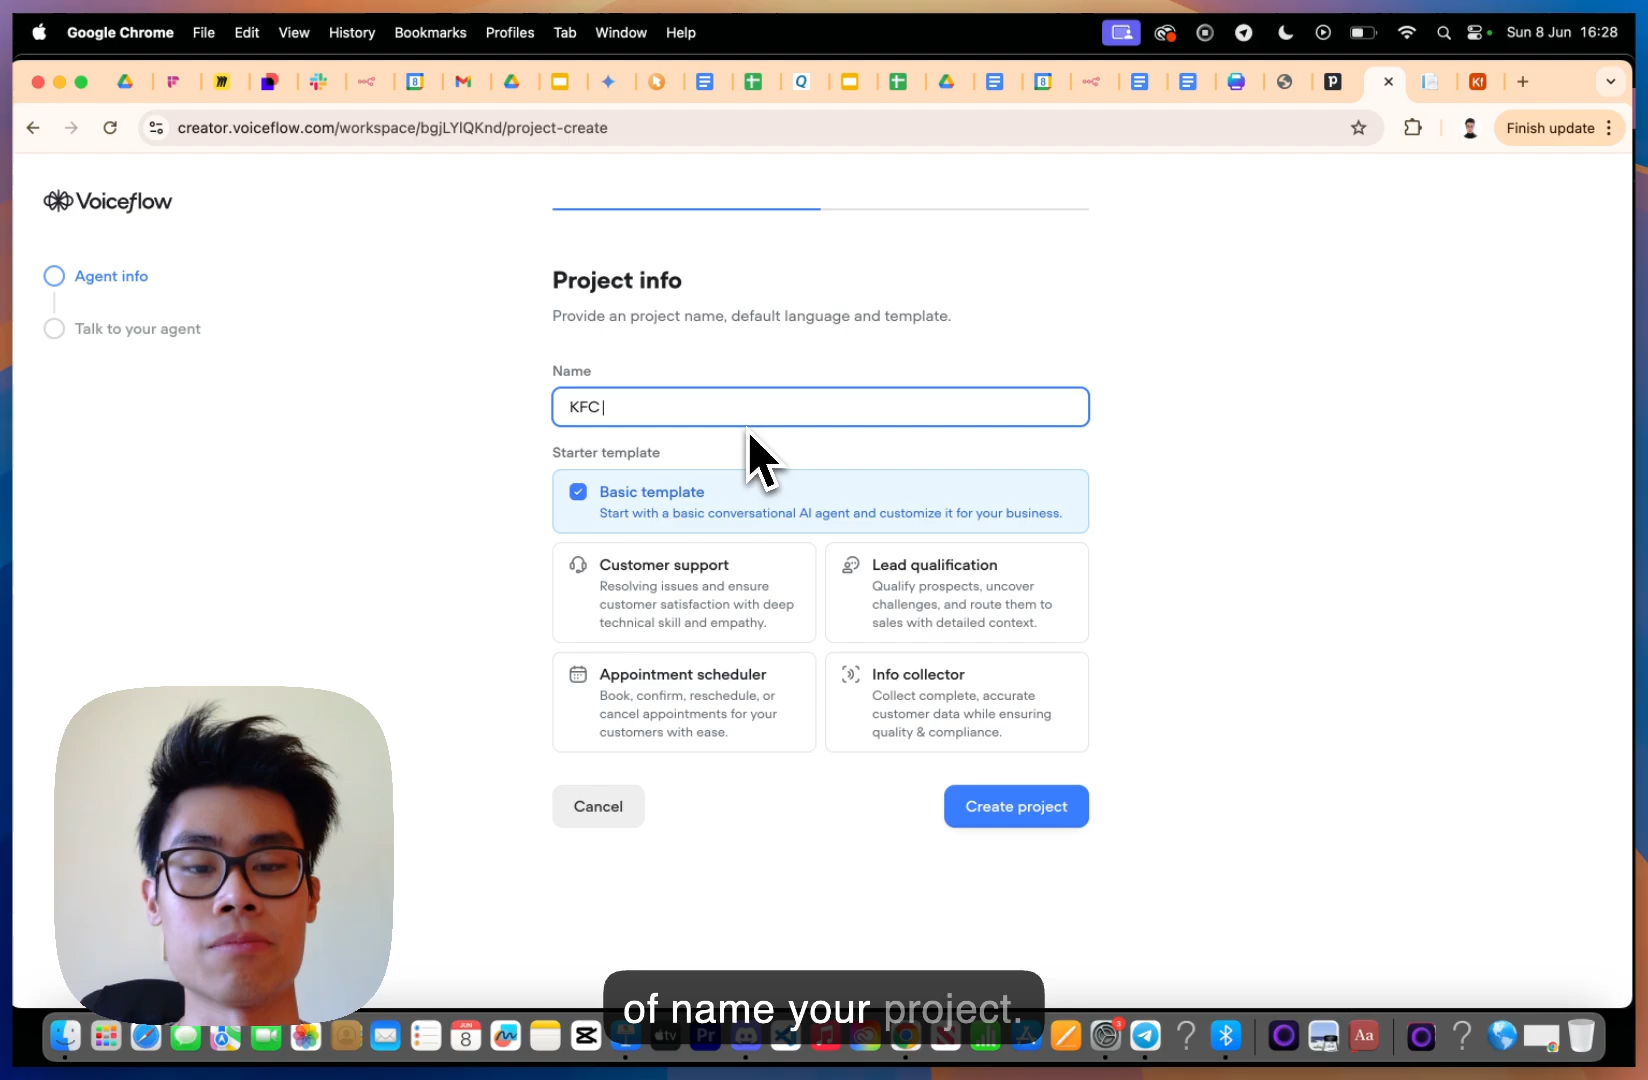 Google Chrome File Edit View History Bookmarks Profiles Tab Window Help Sun 8 Jun 16:28
creator.voiceflow.com/workspace/bgjLYlQKnd/project-create Finish update
Voiceflow
Agent info
Talk to your agent
Project info
Provide an project name, default language and template.
Name
KFC
Starter template
Basic template
Start with a basic conversational AI agent and customize it for your business.
Customer support
Resolving issues and ensure
customer satisfaction with deep
technical skill and empathy.
Lead qualification
Qualify prospects, uncover
challenges, and route them to
sales with detailed context.
Appointment scheduler
Book, confirm, reschedule, or
cancel appointments for your
customers with ease.
Info collector
Collect complete, accurate
customer data while ensuring
quality & compliance.
Cancel
Create project
of name your project.